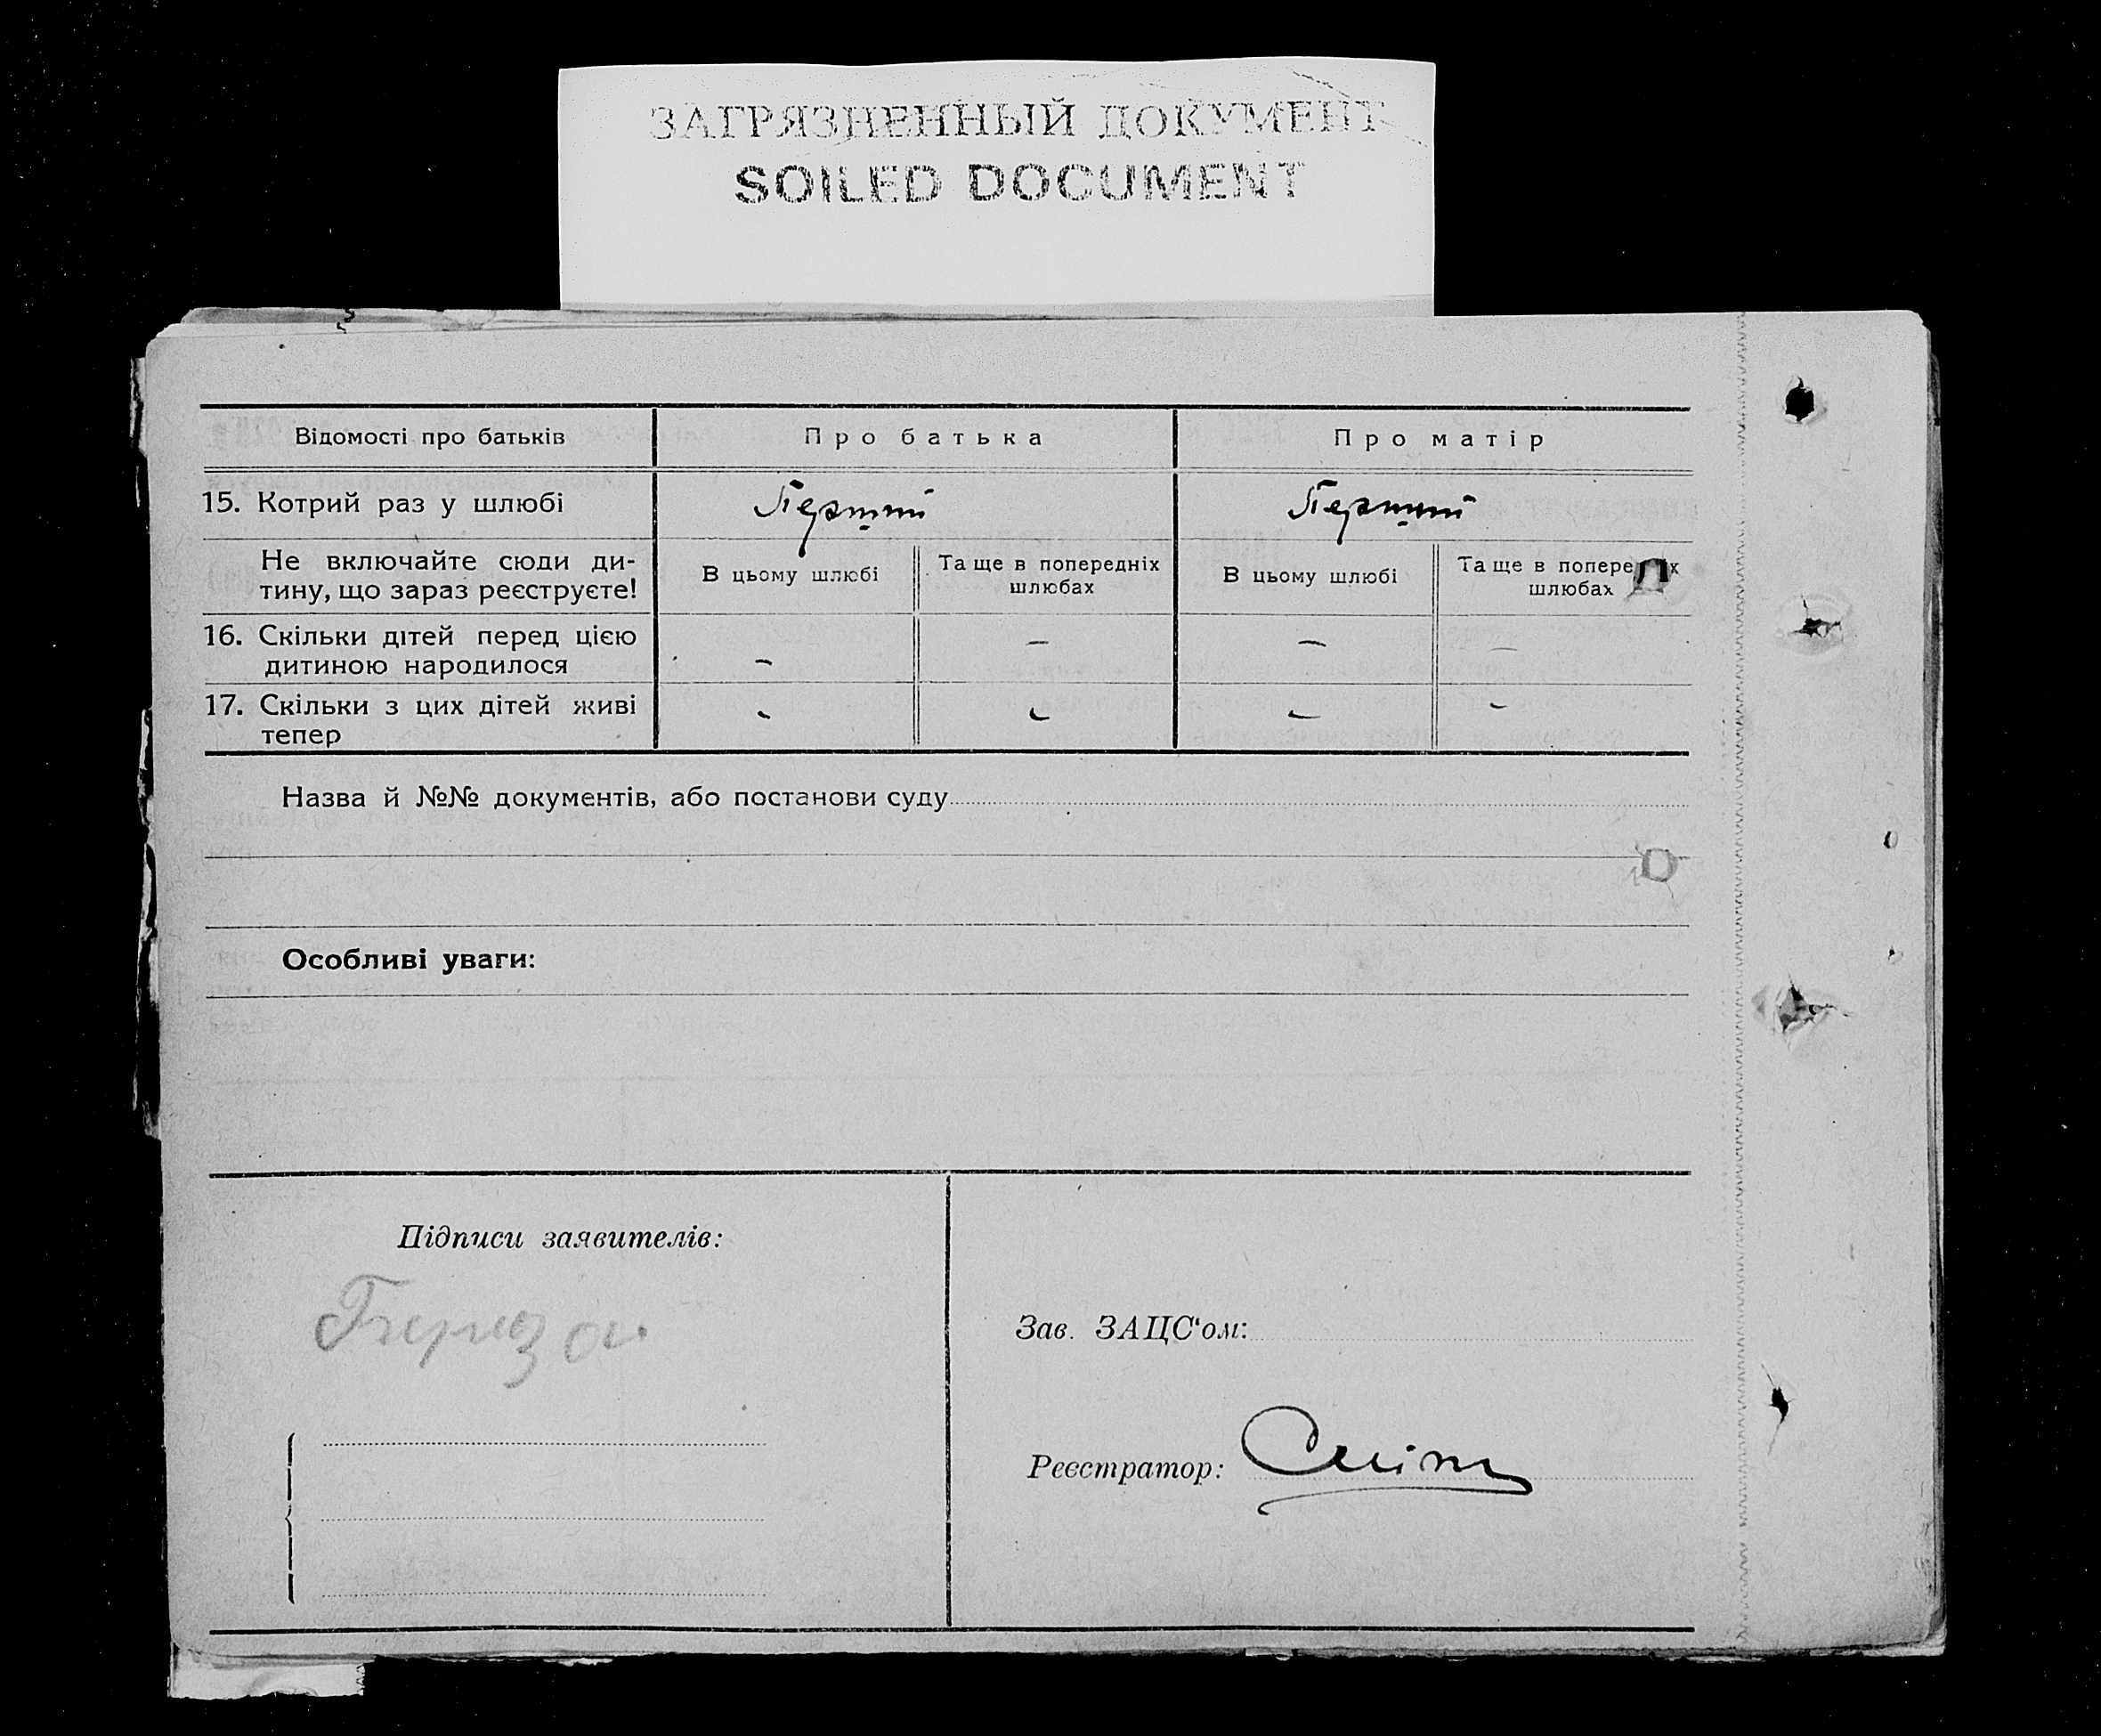 ЗАГРЯЗНЕННЫЙ ДОКУМЕНТ
SOILED DOCUMENT
Відомості про батьків Про батька Про матір
15. Котрий раз у шлюбі Перший Перший
Не включайте сюди ди-
тину, що зараз реєструєте!
В цьому шлюбі
Та ще в попередніх
шлюбах
В цьому шлюбі
Та ще в
шлюбах
16. Скільки дітей перед цією
дитиною народилося
– – – –
17. Скільки з цих дітей живі
тепер
– – – –
Назва й №№ документів, або постанови суду
Особливі уваги:
Підписи заявителів:
Зав. ЗАЦС'ом:
Реєстратор: